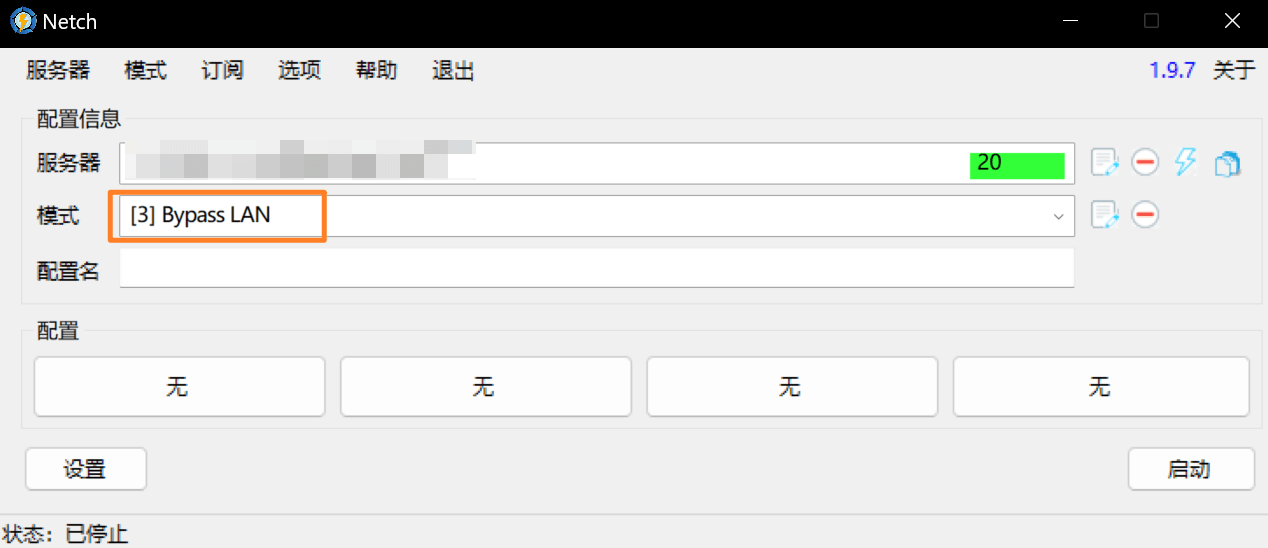 Netch
服务器 模式 订阅 选项 帮助 退出 1.9.7 关于
配置信息
服务器 20
模式 [3] Bypass LAN
配置名
配置
无 无 无 无
设置 启动
状态：已停止